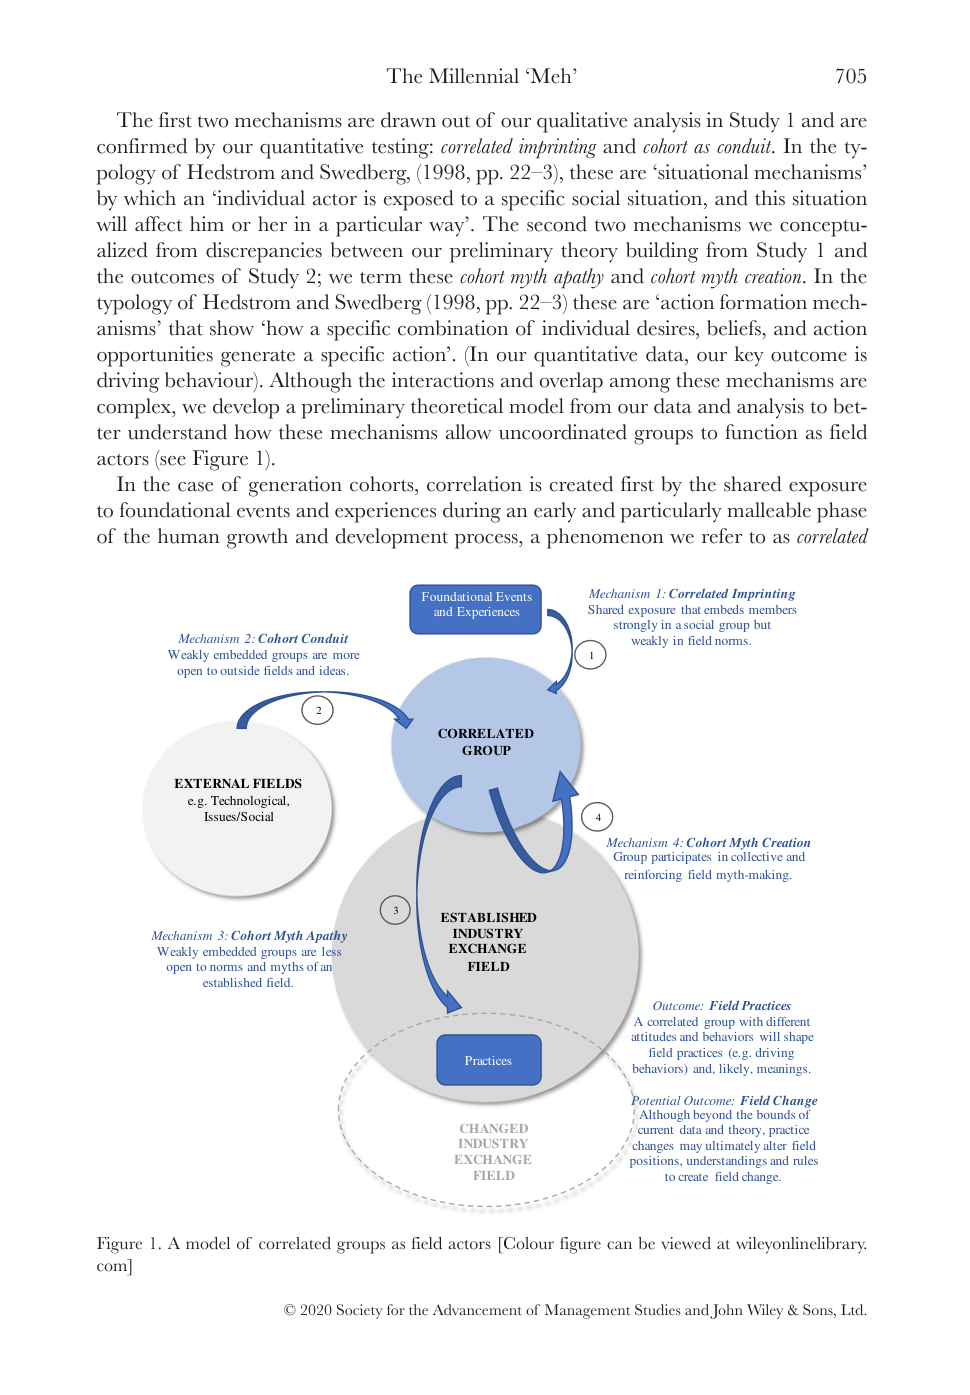 The Millennial ‘Meh’ 705
The first two mechanisms are drawn out of our qualitative analysis in Study 1 and are
confirmed by our quantitative testing: correlated imprinting and cohort as conduit. In the ty-
pology of Hedstrom and Swedberg, (1998, pp. 22–3), these are ‘situational mechanisms’
by which an ‘individual actor is exposed to a specific social situation, and this situation
will affect him or her in a particular way’. The second two mechanisms we conceptu-
alized from discrepancies between our preliminary theory building from Study 1 and
the outcomes of Study 2; we term these cohort myth apathy and cohort myth creation. In the
typology of Hedstrom and Swedberg (1998, pp. 22–3) these are ‘action formation mech-
anisms’ that show ‘how a specific combination of individual desires, beliefs, and action
opportunities generate a specific action’. (In our quantitative data, our key outcome is
driving behaviour). Although the interactions and overlap among these mechanisms are
complex, we develop a preliminary theoretical model from our data and analysis to bet-
ter understand how these mechanisms allow uncoordinated groups to function as field
actors (see Figure 1).
In the case of generation cohorts, correlation is created first by the shared exposure
to foundational events and experiences during an early and particularly malleable phase
of the human growth and development process, a phenomenon we refer to as correlated
Foundational Events
and Experiences
Mechanism 1: Correlated Imprinting
Shared exposure that embeds members
strongly in a social group but
weakly in field norms.
1
Mechanism 2: Cohort Conduit
Weakly embedded groups are more
open to outside fields and ideas.
2
CORRELATED
GROUP
EXTERNAL FIELDS
e.g. Technological,
Issues/Social
4
Mechanism 4: Cohort Myth Creation
Group participates in collective and
reinforcing field myth-making.
3
ESTABLISHED
INDUSTRY
EXCHANGE
FIELD
Mechanism 3: Cohort Myth Apathy
Weakly embedded groups are less
open to norms and myths of an
established field.
Outcome: Field Practices
A correlated group with different
attitudes and behaviors will shape
field practices (e.g. driving
behaviors) and, likely, meanings.
Practices
Potential Outcome: Field Change
Although beyond the bounds of
current data and theory, practice
changes may ultimately alter field
positions, understandings and rules
to create field change.
CHANGED
INDUSTRY
EXCHANGE
FIELD
Figure 1. A model of correlated groups as field actors [Colour figure can be viewed at wileyonlinelibrary.
com]
© 2020 Society for the Advancement of Management Studies and John Wiley & Sons, Ltd.